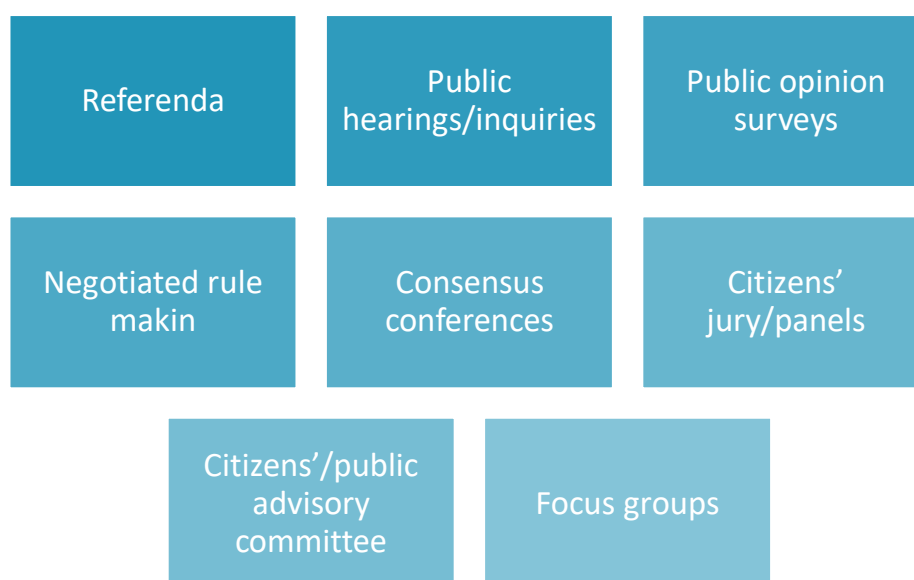 Referenda
Public
hearings/inquiries
Public opinion
surveys
Negotiated rule
makin
Consensus
conferences
Citizens’
jury/panels
Citizens’/public
advisory
committee
Focus groups